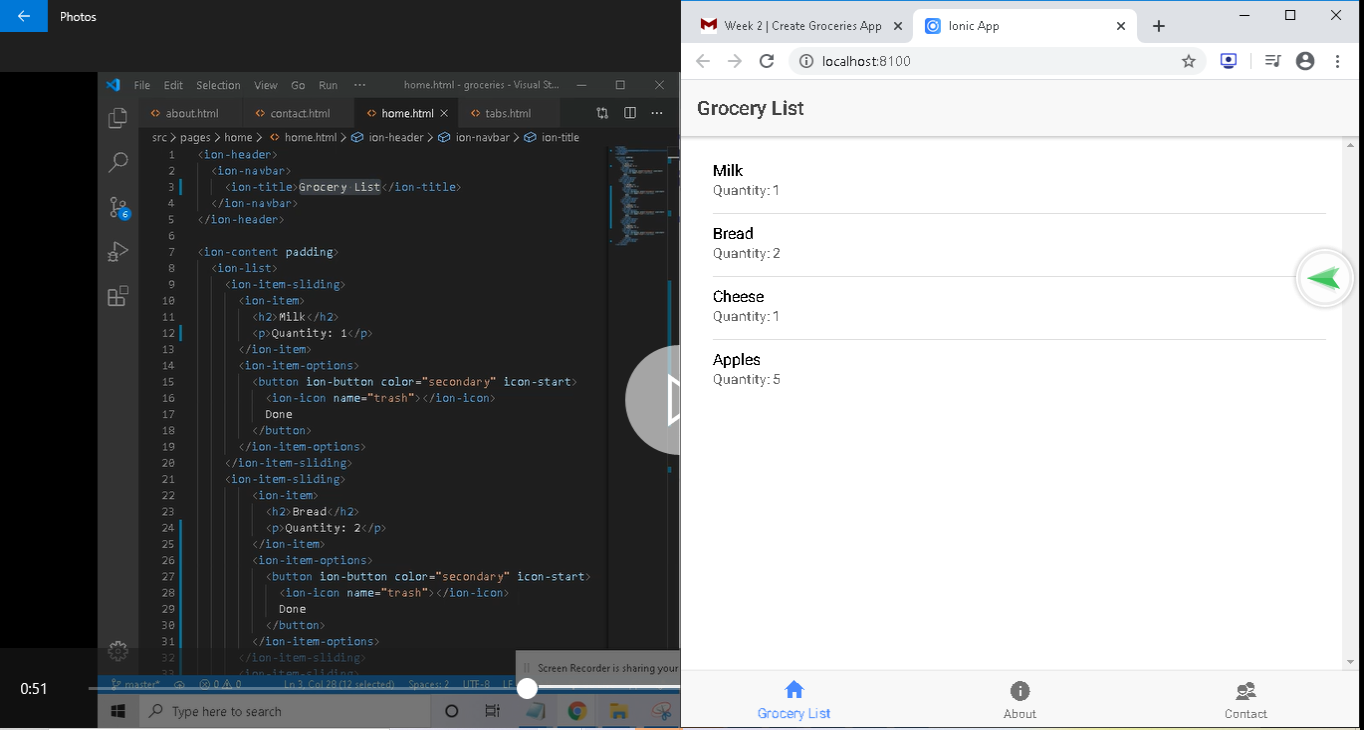 Photos
File Edit Selection View Go Run ··· home.html - groceries - Visual St...
about.html contact.html home.html tabs.html
src > pages > home > home.html > ion-header > ion-navbar > ion-title
1 <ion-header>
2 <ion-navbar>
3 <ion-title>Grocery List</ion-title>
4 </ion-navbar>
5 </ion-header>
6
7 <ion-content padding>
8 <ion-list>
9 <ion-item-sliding>
10 <ion-item>
11 <h2>Milk</h2>
12 <p>Quantity: 1</p>
13 </ion-item>
14 <ion-item-options>
15 <button ion-button color="secondary" icon-start>
16 <ion-icon name="trash"></ion-icon>
17 Done
18 </button>
19 </ion-item-options>
20 </ion-item-sliding>
21 <ion-item-sliding>
22 <ion-item>
23 <h2>Bread</h2>
24 <p>Quantity: 2</p>
25 </ion-item>
26 <ion-item-options>
27 <button ion-button color="secondary" icon-start>
28 <ion-icon name="trash"></ion-icon>
29 Done
30 </button>
31 </ion-item-options>
32 </ion-item-sliding>
6
Screen Recorder is sharing your
0:51
master* 0 0 Ln 3, Col 28 (12 selected) Spaces: 2 UTF-8 LF
Type here to search
Week 2 | Create Groceries App
Ionic App
localhost:8100
Grocery List
Milk
Quantity: 1
Bread
Quantity: 2
Cheese
Quantity: 1
Apples
Quantity: 5
Grocery List About Contact